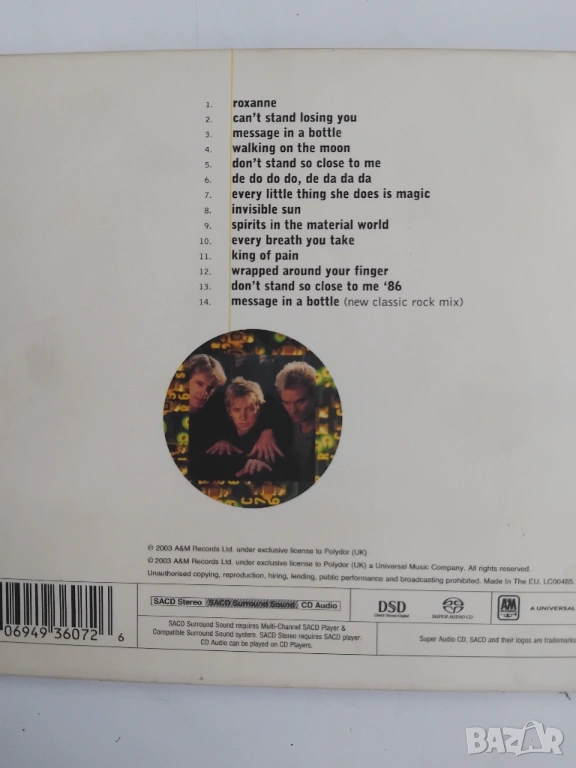 1. roxanne
2. can't stand losing you
3. message in a bottle
4. walking on the moon
5. don't stand so close to me
6. de do do do, de da da da
7. every little thing she does is magic
8. invisible sun
9. spirits in the material world
10. every breath you take
11. king of pain
12. wrapped around your finger
13. don't stand so close to me '86
14. message in a bottle (new classic rock mix)
℗ 2003 A&M Records Ltd. under exclusive license to Polydor (UK)
© 2003 A&M Records Ltd. under exclusive license to Polydor (UK) a Universal Music Company. All rights reserved.
Unauthorised copying, reproduction, hiring, lending, public performance and broadcasting prohibited. Made In The EU. LC00485.
SACD Stereo SACD Surround Sound CD Audio
DSD
Direct Stream Digital
SUPER AUDIO CD
A&M
A UNIVERSAL
06949 36072 6
SACD Surround Sound requires Multi-Channel SACD Player &
Compatible Surround Sound system. SACD Stereo requires SACD player.
CD Audio can be played on CD Players.
Super Audio CD, SACD and their logos are trademarks
BAZAR